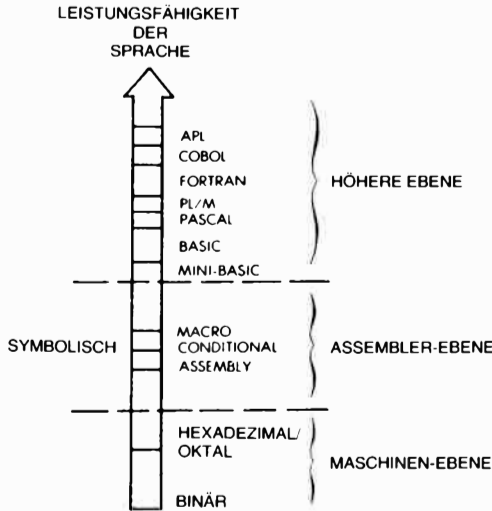 LEISTUNGSFÄHIGKEIT
DER
SPRACHE
APL
COBOL
FORTRAN
HÖHERE EBENE
PL/M
PASCAL
BASIC
MINI-BASIC
MACRO
SYMBOLISCH
CONDITIONAL
ASSEMBLER-EBENE
ASSEMBLY
HEXADEZIMAL/
OKTAL
MASCHINEN-EBENE
BINÄR